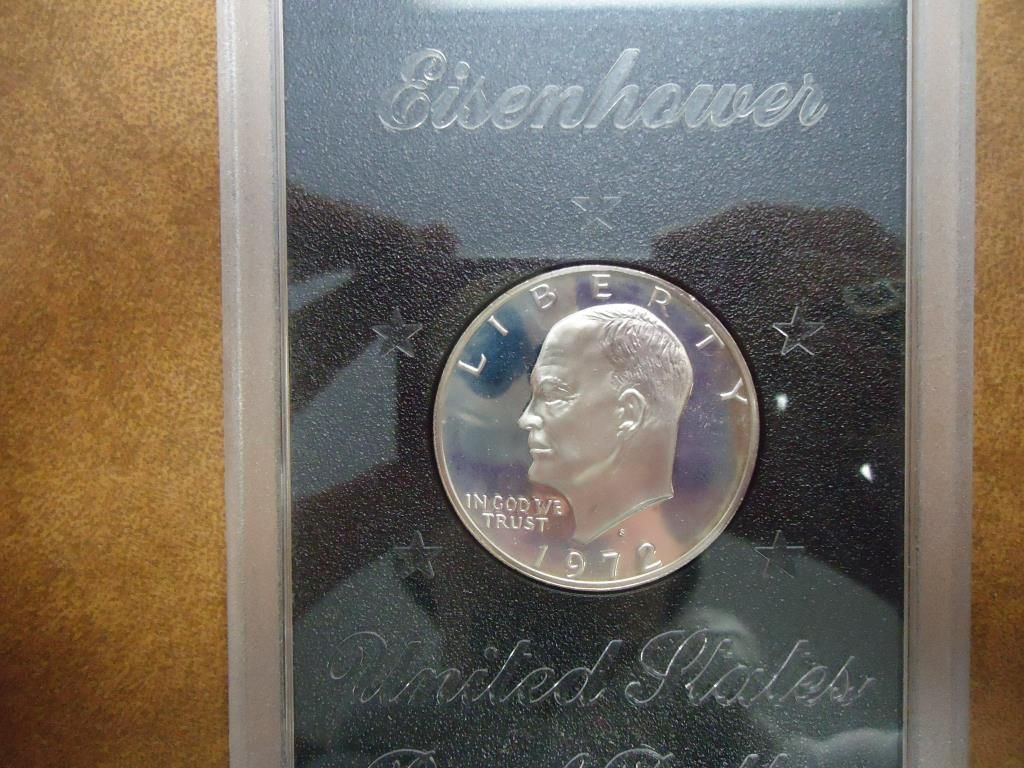 Eisenhower
LIBERTY
IN GOD WE
TRUST
S
1972
United States